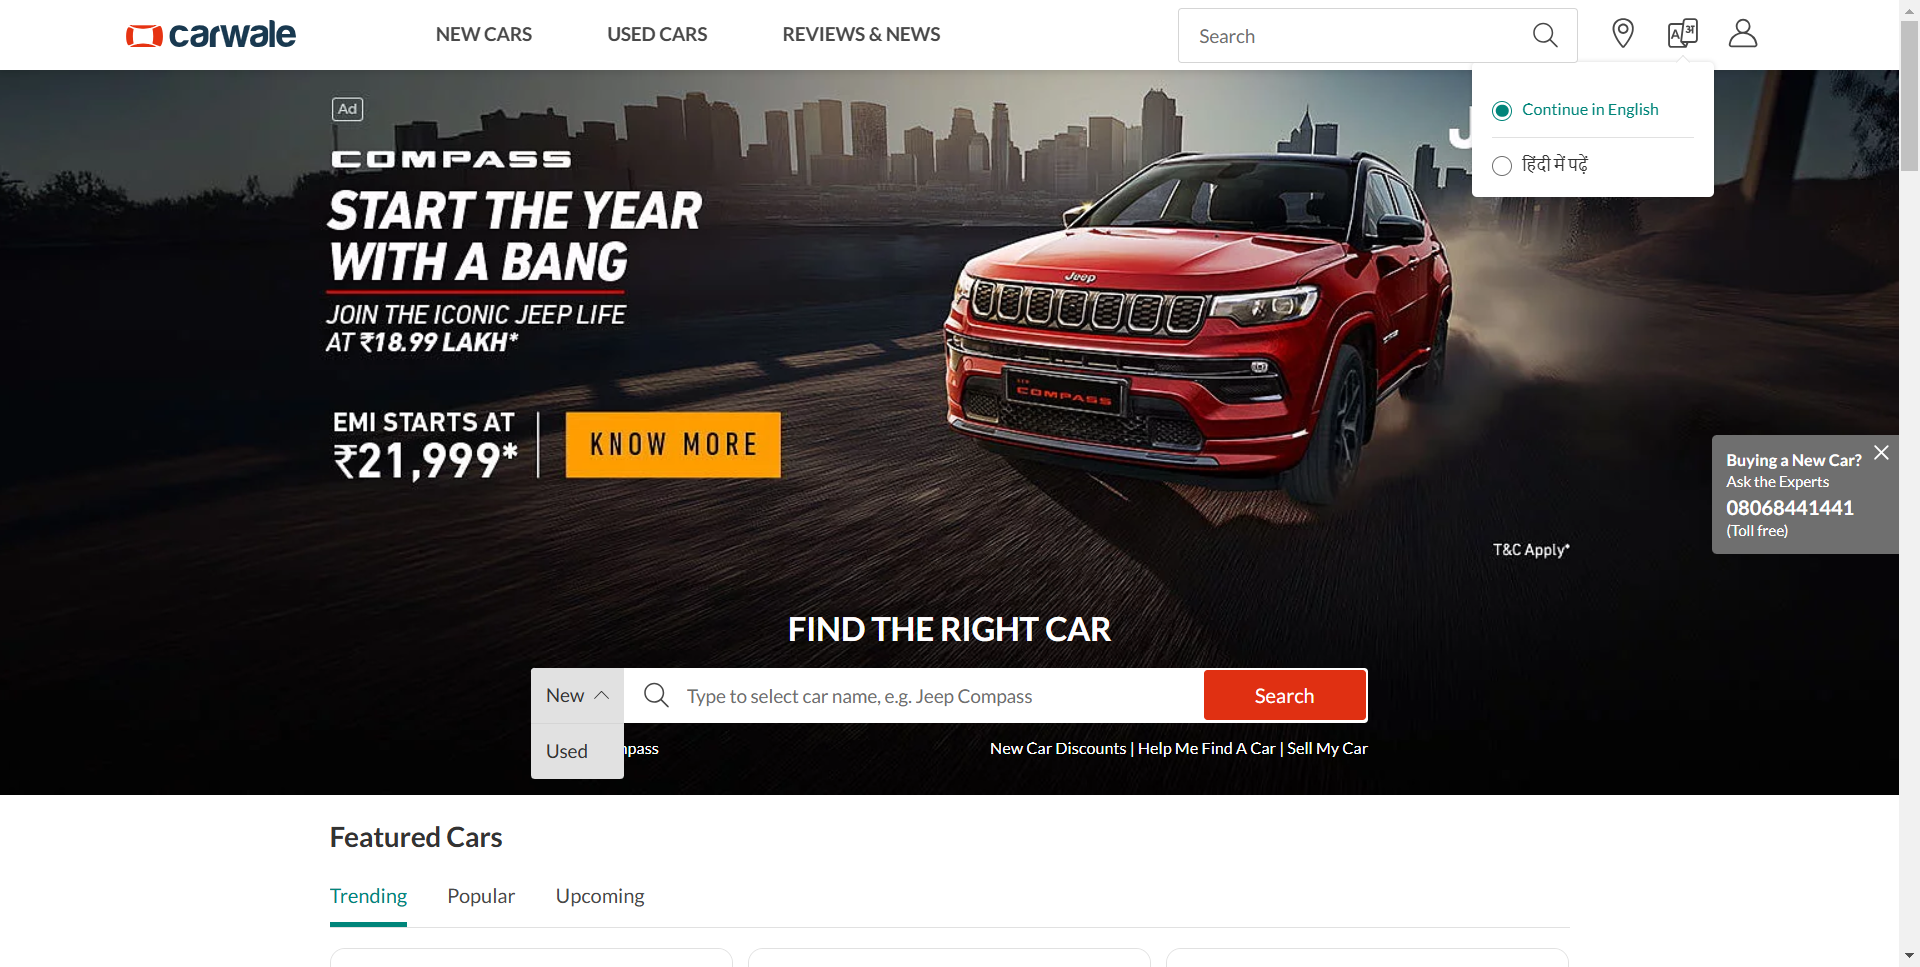 carwale
NEW CARS
USED CARS
REVIEWS & NEWS
Search
Continue in English
हिंदी में पढ़ें
Ad
COMPASS
START THE YEAR
WITH A BANG
JOIN THE ICONIC JEEP LIFE
AT ₹18.99 LAKH*
EMI STARTS AT
₹21,999*
KNOW MORE
Jeep
COMPASS
T&C Apply*
Buying a New Car?
Ask the Experts
08068441441
(Toll free)
FIND THE RIGHT CAR
New
Type to select car name, e.g. Jeep Compass
Search
Used
New Car Discounts | Help Me Find A Car | Sell My Car
Featured Cars
Trending
Popular
Upcoming